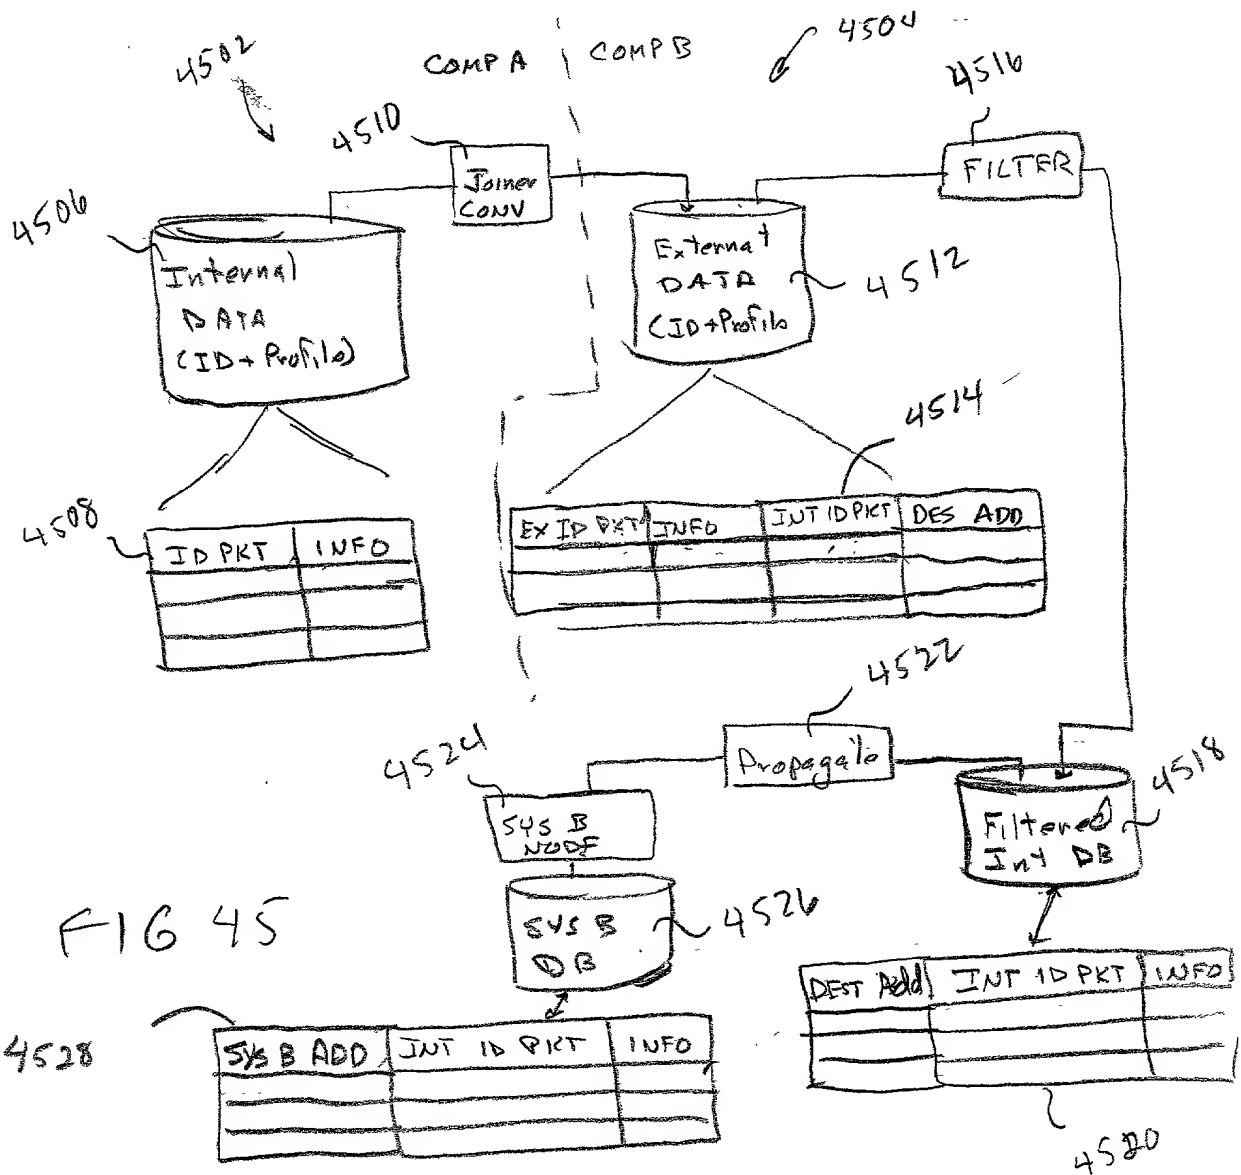 4502
COMP A
COMP B
4504
4510
4516
Joiner
CONV
FILTER
4506
Internal
DATA
(ID + Profile)
External
DATA
(ID + Profile
4512
4514
4508
ID PKT
INFO
EX ID PKT
INFO
INT ID PKT
DES ADD
4522
4524
Propagate
4518
SYS B
NODE
Filtered
Int DB
FIG 45
SYS B
DB
4526
DEST Add
INT ID PKT
INFO
4528
SYS B ADD
INT ID PKT
INFO
4520